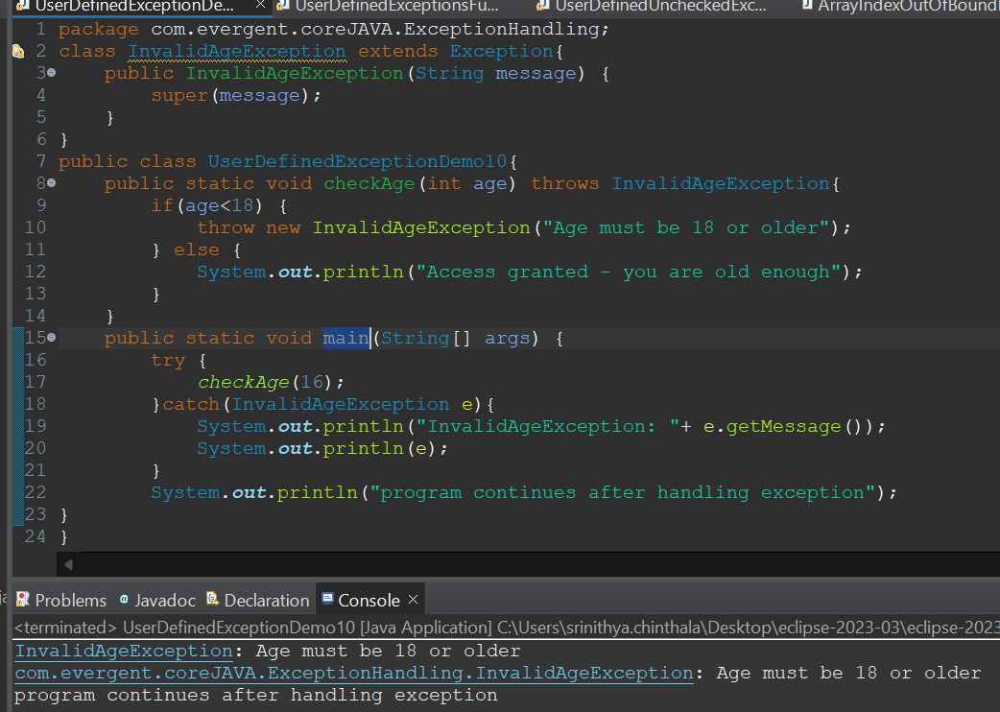 UserDefinedExceptionDe... UserDefinedExceptionsFu... UserDefinedUncheckedExc... ArrayIndexOutOfBound
1 package com.evergent.coreJAVA.ExceptionHandling;
2 class InvalidAgeException extends Exception{
3 public InvalidAgeException(String message) {
4 super(message);
5 }
6 }
7 public class UserDefinedExceptionDemo10{
8 public static void checkAge(int age) throws InvalidAgeException{
9 if(age<18) {
10 throw new InvalidAgeException("Age must be 18 or older");
11 } else {
12 System.out.println("Access granted – you are old enough");
13 }
14 }
15 public static void main(String[] args) {
16 try {
17 checkAge(16);
18 }catch(InvalidAgeException e){
19 System.out.println("InvalidAgeException: "+ e.getMessage());
20 System.out.println(e);
21 }
22 System.out.println("program continues after handling exception");
23 }
24 }
Problems Javadoc Declaration Console
<terminated> UserDefinedExceptionDemo10 [Java Application] C:\Users\srinithya.chinthala\Desktop\eclipse-2023-03\eclipse-2023
InvalidAgeException: Age must be 18 or older
com.evergent.coreJAVA.ExceptionHandling.InvalidAgeException: Age must be 18 or older
program continues after handling exception